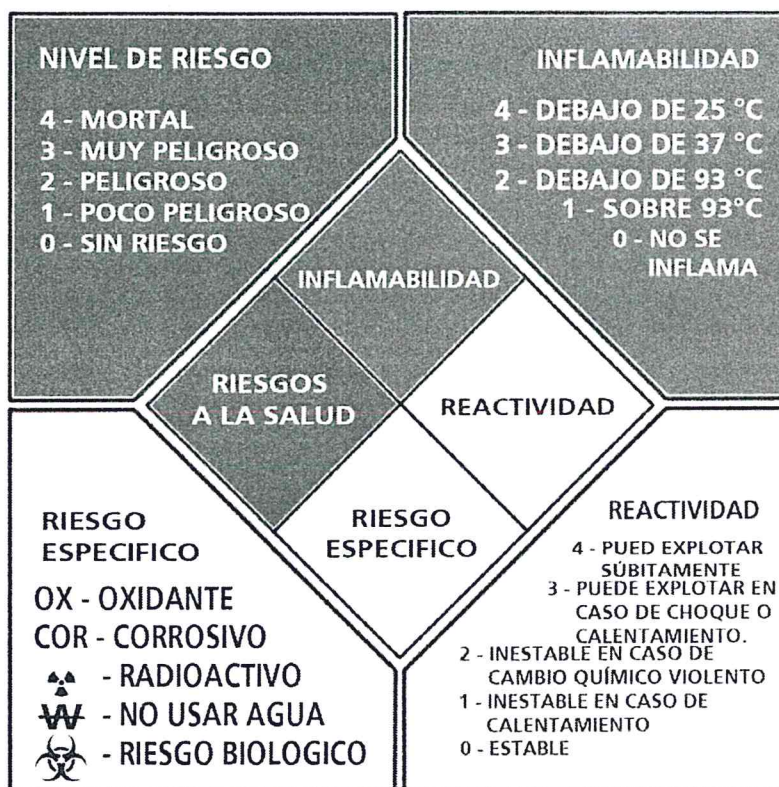 NIVEL DE RIESGO
4 - MORTAL
3 - MUY PELIGROSO
2 - PELIGROSO
1 - POCO PELIGROSO
0 - SIN RIESGO
INFLAMABILIDAD
4 - DEBAJO DE 25 °C
3 - DEBAJO DE 37 °C
2 - DEBAJO DE 93 °C
1 - SOBRE 93°C
0 - NO SE
INFLAMA
INFLAMABILIDAD
RIESGOS
A LA SALUD
REACTIVIDAD
RIESGO
ESPECIFICO
RIESGO
ESPECIFICO
OX - OXIDANTE
COR - CORROSIVO
- RADIOACTIVO
W - NO USAR AGUA
- RIESGO BIOLOGICO
REACTIVIDAD
4 - PUED EXPLOTAR
SÚBITAMENTE
3 - PUEDE EXPLOTAR EN
CASO DE CHOQUE O
CALENTAMIENTO.
2 - INESTABLE EN CASO DE
CAMBIO QUÍMICO VIOLENTO
1 - INESTABLE EN CASO DE
CALENTAMIENTO
0 - ESTABLE